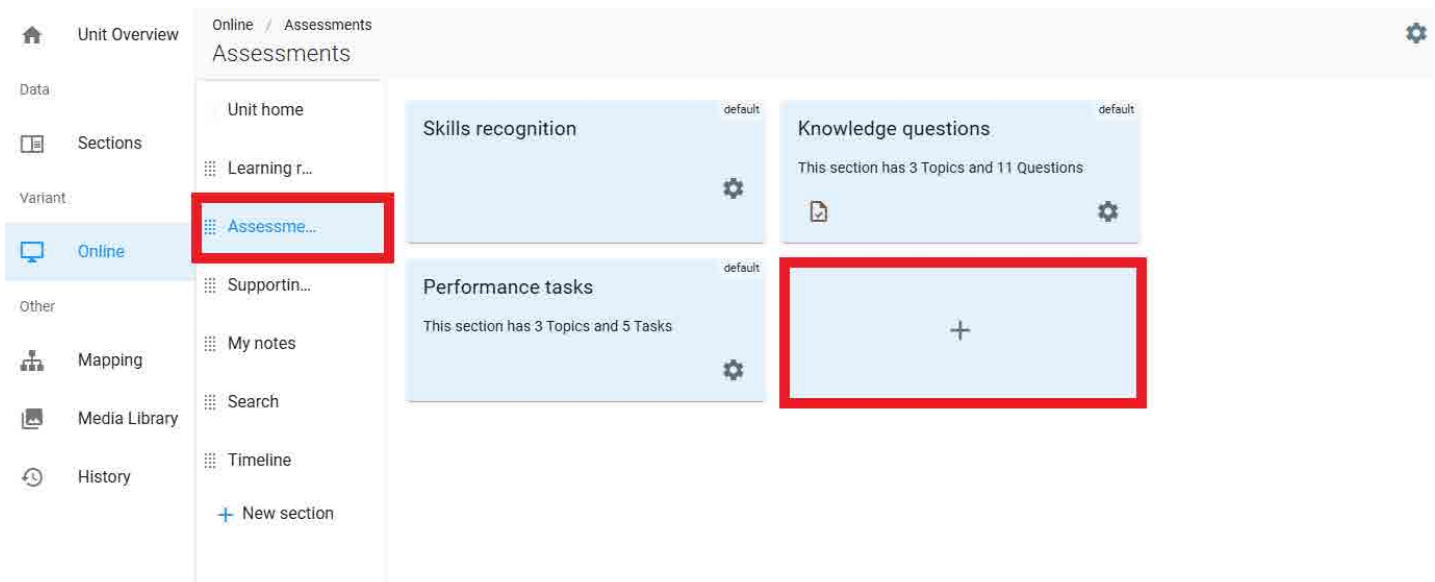 Unit Overview
Data
Sections
Variant
Online
Other
Mapping
Media Library
History
Online / Assessments
Assessments
Unit home
Learning r...
Assessme...
Supportin...
My notes
Search
Timeline
+ New section
default
Skills recognition
default
Knowledge questions
This section has 3 Topics and 11 Questions
default
Performance tasks
This section has 3 Topics and 5 Tasks
+